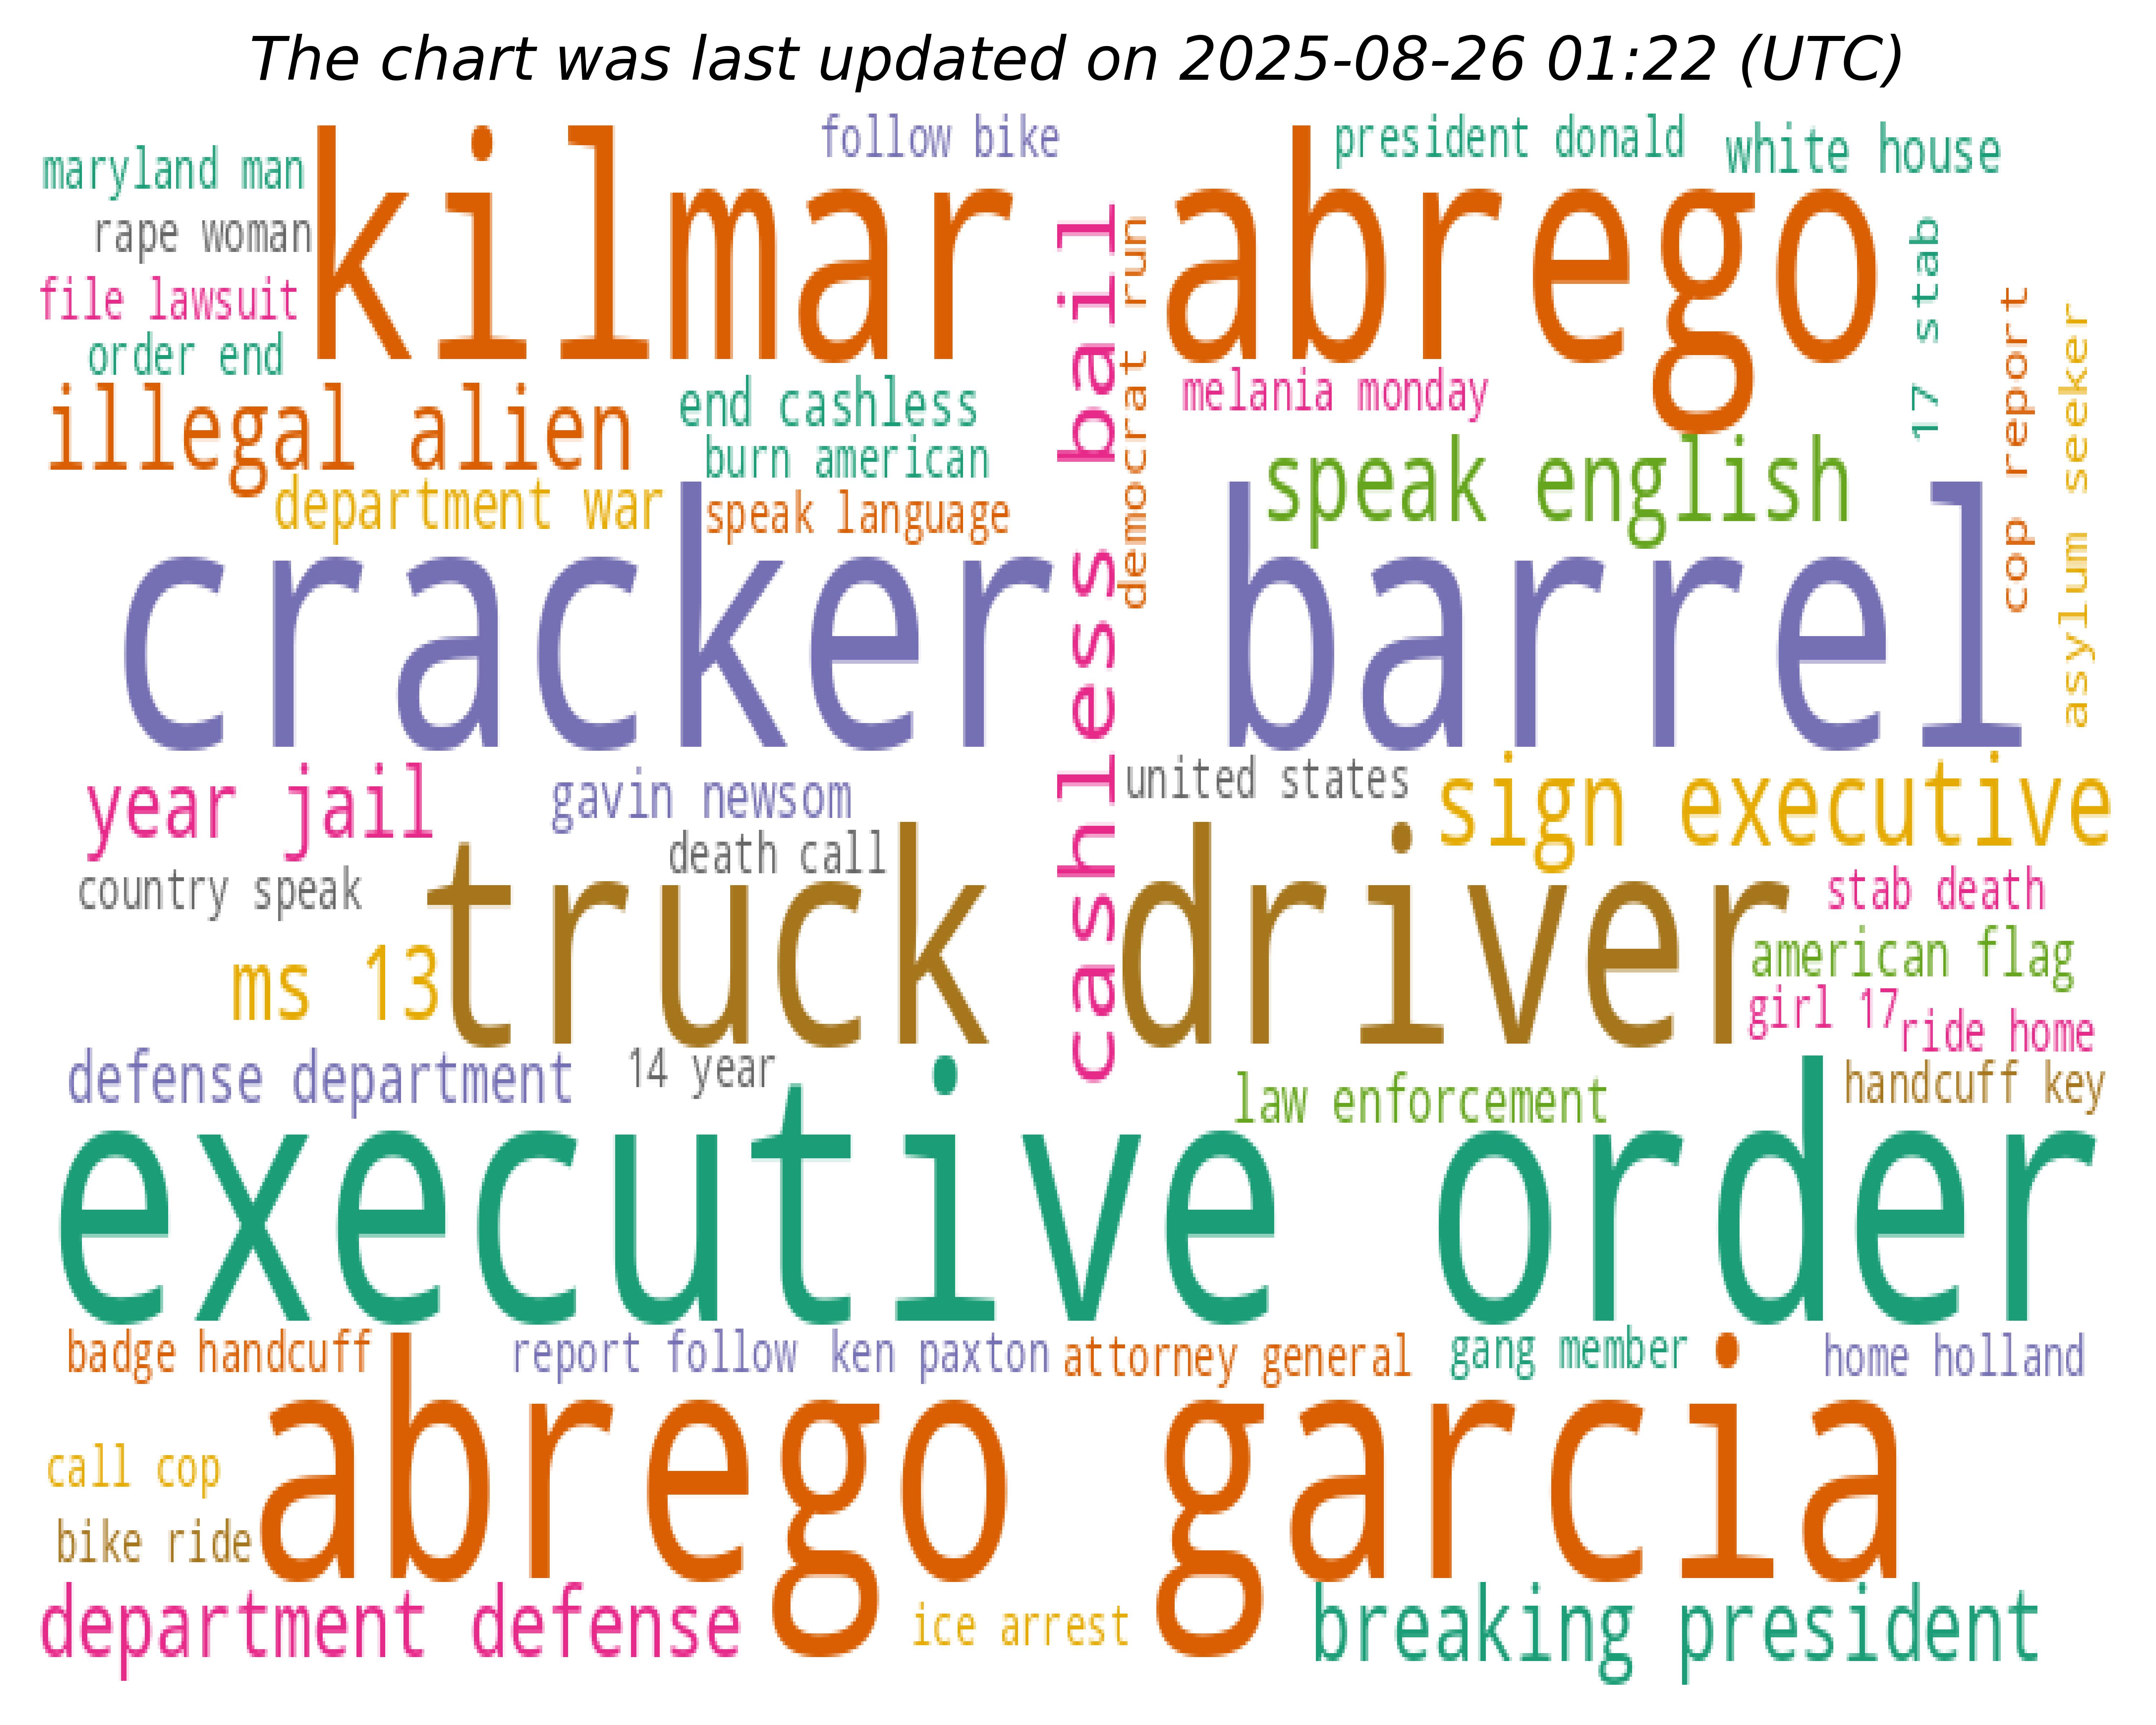 The chart was last updated on 2025-08-26 01:22 (UTC)
follow bike
president donald
white house
maryland man
kilmar abrego
rape woman
file lawsuit
order end
cashless bail
democrat run
17 stab
cop report
asylum seeker
illegal alien
end cashless
melania monday
burn american
speak english
department war
speak language
cracker barrel
year jail
gavin newsom
united states
sign executive
death call
country speak
truck driver
stab death
american flag
ms 13
girl 17
ride home
defense department
14 year
law enforcement
handcuff key
executive order
badge handcuff
report follow
ken paxton
attorney general
gang member
home holland
abrego garcia
call cop
bike ride
department defense
ice arrest
breaking president